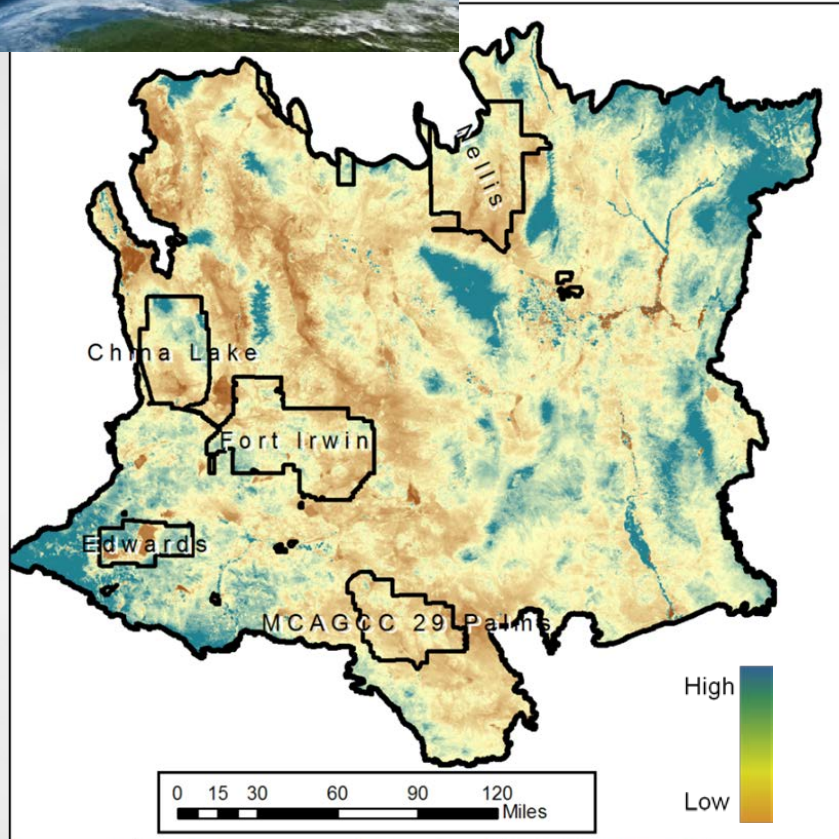 Nellis
China Lake
Fort Irwin
Edwards
MCAGCC 29 Palms
High
Low
0 15 30 60 90 120
Miles